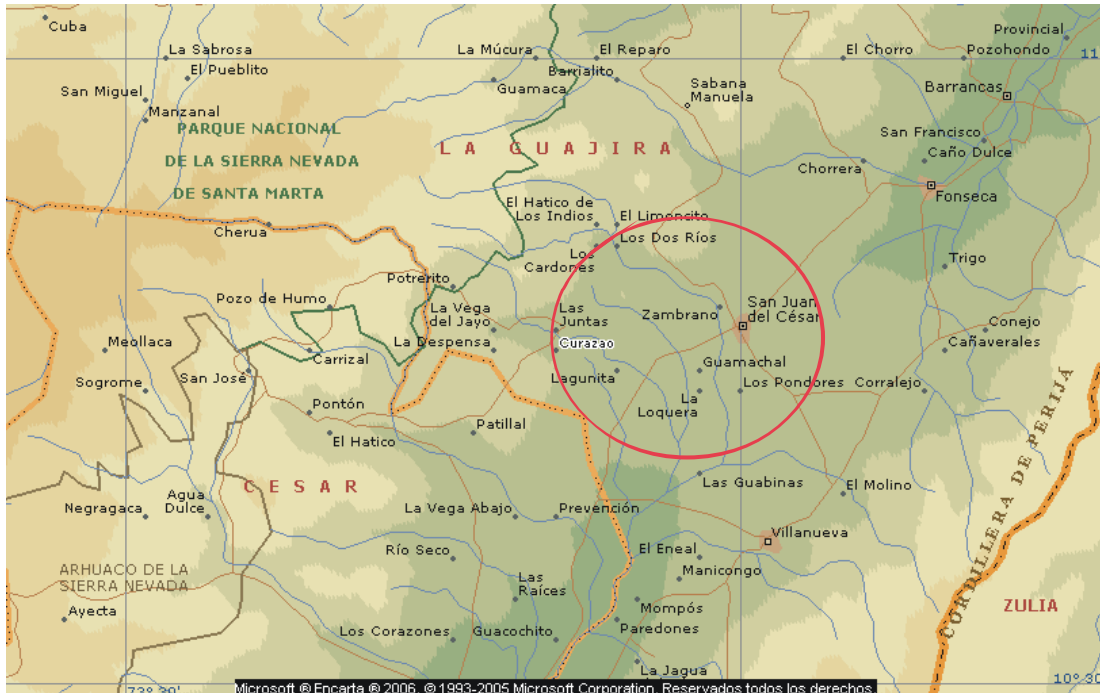 Cuba
La Sabrosa
El Pueblito
San Miguel
Manzanal
PARQUE NACIONAL
DE LA SIERRA NEVADA
DE SANTA MARTA
La Múcura
El Reparo
Barrialito
Guamaca
Sabana
Manuela
El Chorro
Provincial
Pozohondo
11
Barrancas
LA GUAJIRA
San Francisco
Caño Dulce
Chorrera
Fonseca
El Hatico de
Los Indios
El Limoncito
Los Dos Ríos
Los
Cardones
Cherua
Trigo
Potrerito
Pozo de Humo
La Vega
del Jayo
Las
Juntas
Zambrano
San Juan
del César
Conejo
Meollaca
Carrizal
La Despensa
Curazao
Cañaverales
Sogrome
San José
Lagunita
Guamachal
Los Pondores
Corralejo
La
Loquera
Pontón
El Hatico
Patillal
CORDILLERA DE PERIJÁ
CESAR
Las Guabinas
El Molino
Negragaca
Agua
Dulce
La Vega Abajo
Prevención
Villanueva
Río Seco
El Eneal
Manicongo
ARHUACO DE LA
SIERRA NEVADA
Las
Raíces
Ayecta
Mompós
ZULIA
Los Corazones
Guacochito
Paredones
La Jagua
73° 30'
10° 30
Microsoft ® Encarta ® 2006. © 1993-2005 Microsoft Corporation. Reservados todos los derechos.